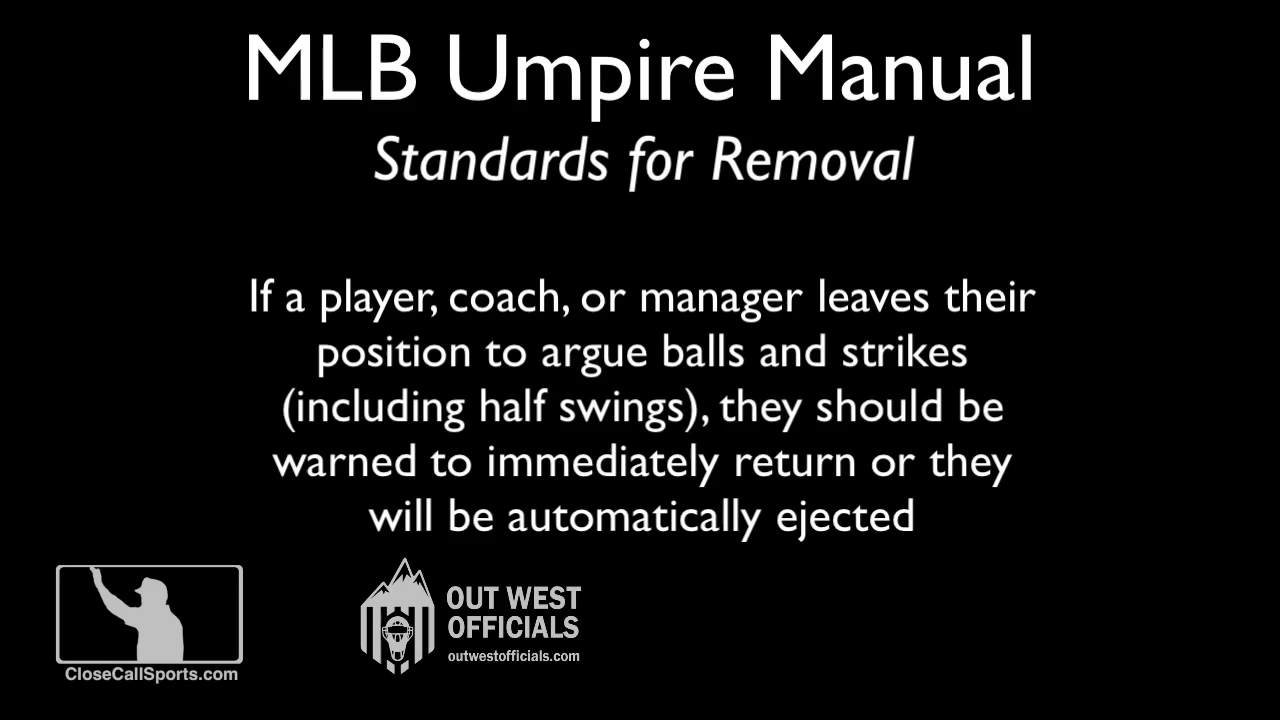 MLB Umpire Manual
Standards for Removal
If a player, coach, or manager leaves their
position to argue balls and strikes
(including half swings), they should be
warned to immediately return or they
will be automatically ejected
CloseCallSports.com
OUT WEST
OFFICIALS
outwestofficials.com